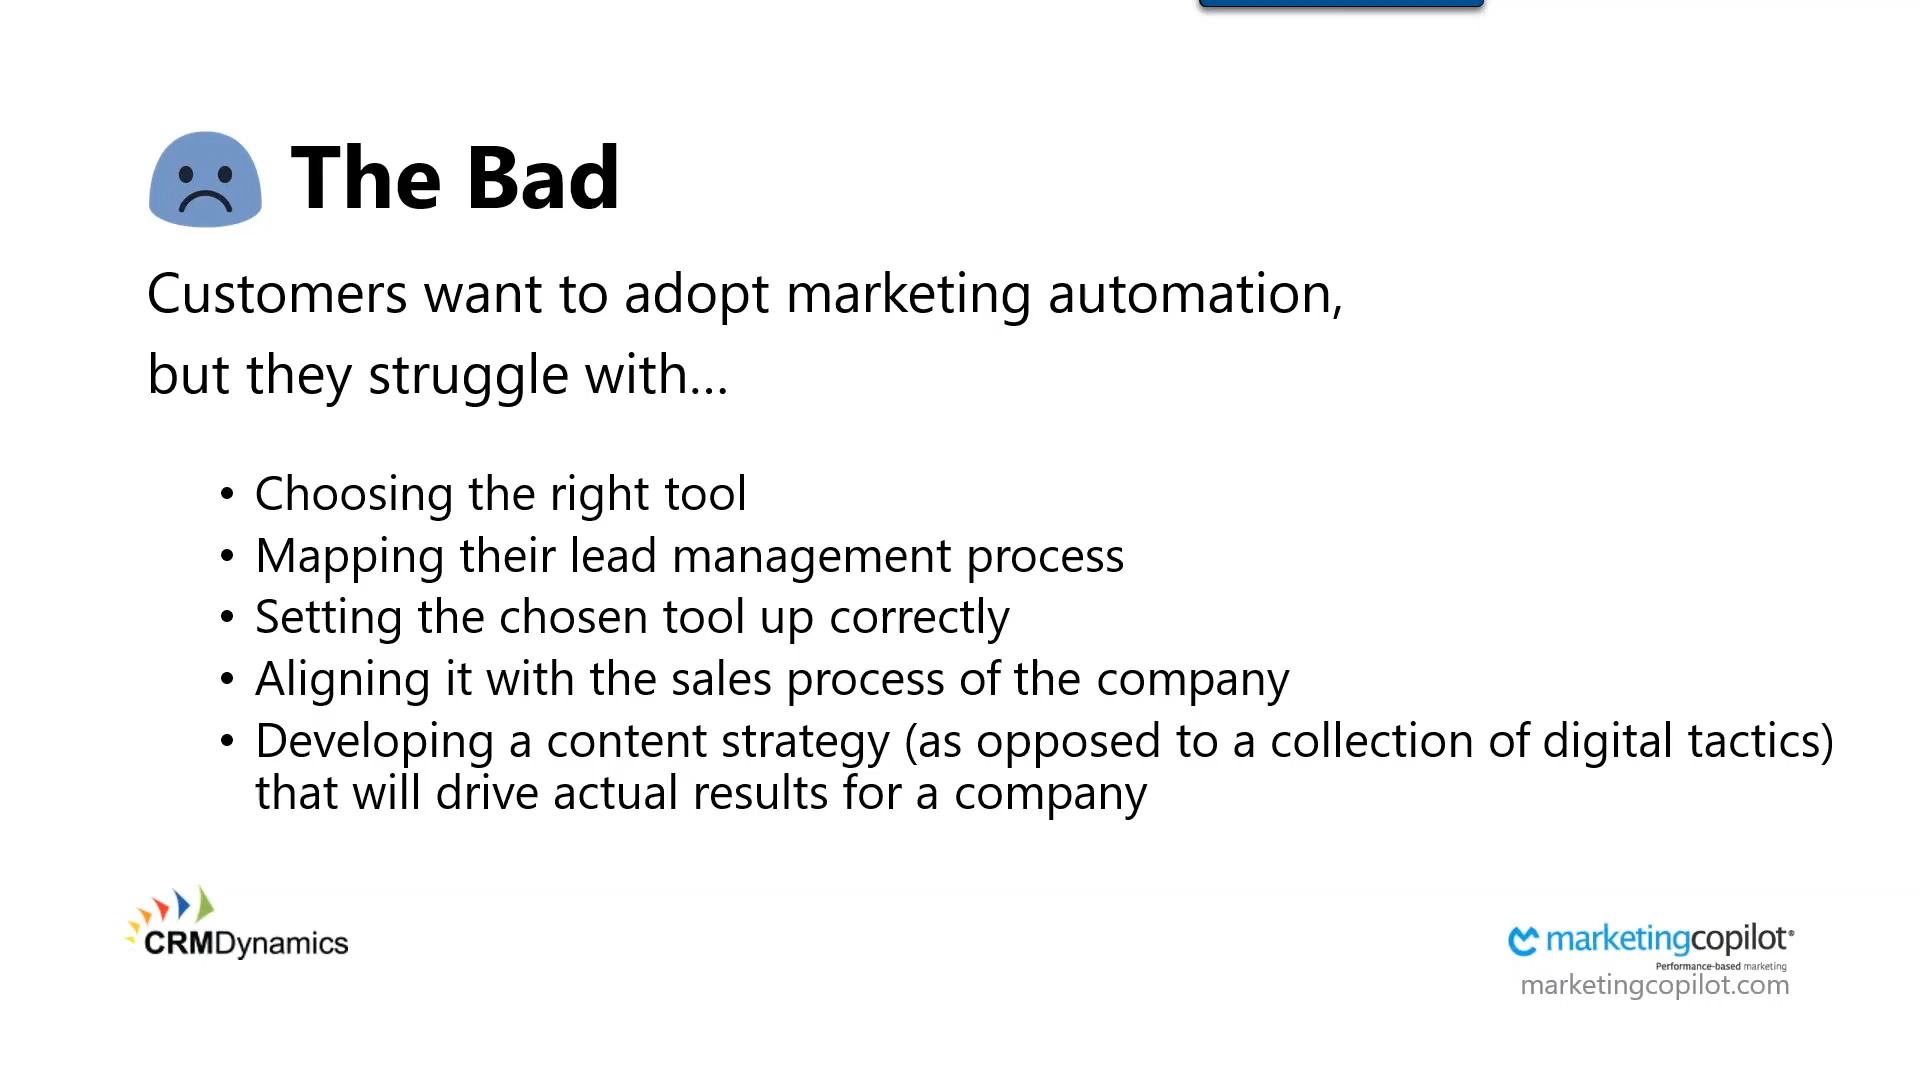 The Bad
Customers want to adopt marketing automation,
but they struggle with...
• Choosing the right tool
• Mapping their lead management process
• Setting the chosen tool up correctly
• Aligning it with the sales process of the company
• Developing a content strategy (as opposed to a collection of digital tactics)
that will drive actual results for a company
CRMDynamics
marketingcopilot®
Performance-based marketing
marketingcopilot.com